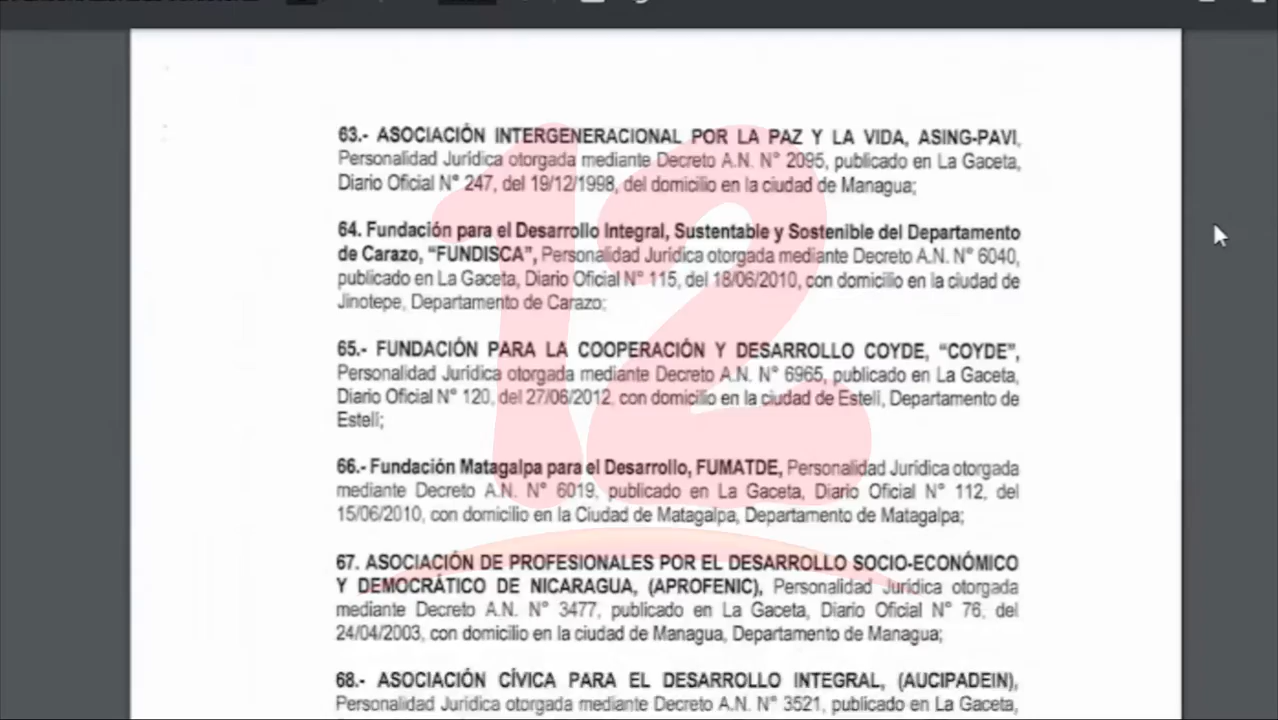 63.- ASOCIACIÓN INTERGENERACIONAL POR LA PAZ Y LA VIDA, ASING-PAVI,
Personalidad Jurídica otorgada mediante Decreto A.N. N° 2095, publicado en La Gaceta,
Diario Oficial N° 247, del 19/12/1998, del domicilio en la ciudad de Managua;
64. Fundación para el Desarrollo Integral, Sustentable y Sostenible del Departamento
de Carazo, “FUNDISCA”, Personalidad Jurídica otorgada mediante Decreto A.N. N° 6040,
publicado en La Gaceta, Diario Oficial N° 115, del 18/06/2010, con domicilio en la ciudad de
Jinotepe, Departamento de Carazo;
65.- FUNDACIÓN PARA LA COOPERACIÓN Y DESARROLLO COYDE, “COYDE”,
Personalidad Jurídica otorgada mediante Decreto A.N. N° 6965, publicado en La Gaceta,
Diario Oficial N° 120, del 27/06/2012, con domicilio en la ciudad de Estelí, Departamento de
Estelí;
66.- Fundación Matagalpa para el Desarrollo, FUMATDE, Personalidad Jurídica otorgada
mediante Decreto A.N. N° 6019, publicado en La Gaceta, Diario Oficial N° 112, del
15/06/2010, con domicilio en la Ciudad de Matagalpa, Departamento de Matagalpa;
67. ASOCIACIÓN DE PROFESIONALES POR EL DESARROLLO SOCIO-ECONÓMICO
Y DEMOCRÁTICO DE NICARAGUA, (APROFENIC), Personalidad Jurídica otorgada
mediante Decreto A.N. N° 3477, publicado en La Gaceta, Diario Oficial N° 76, del
24/04/2003, con domicilio en la ciudad de Managua, Departamento de Managua;
68.- ASOCIACIÓN CÍVICA PARA EL DESARROLLO INTEGRAL, (AUCIPADEIN),
Personalidad Jurídica otorgada mediante Decreto A.N. N° 3521, publicado en La Gaceta,
12